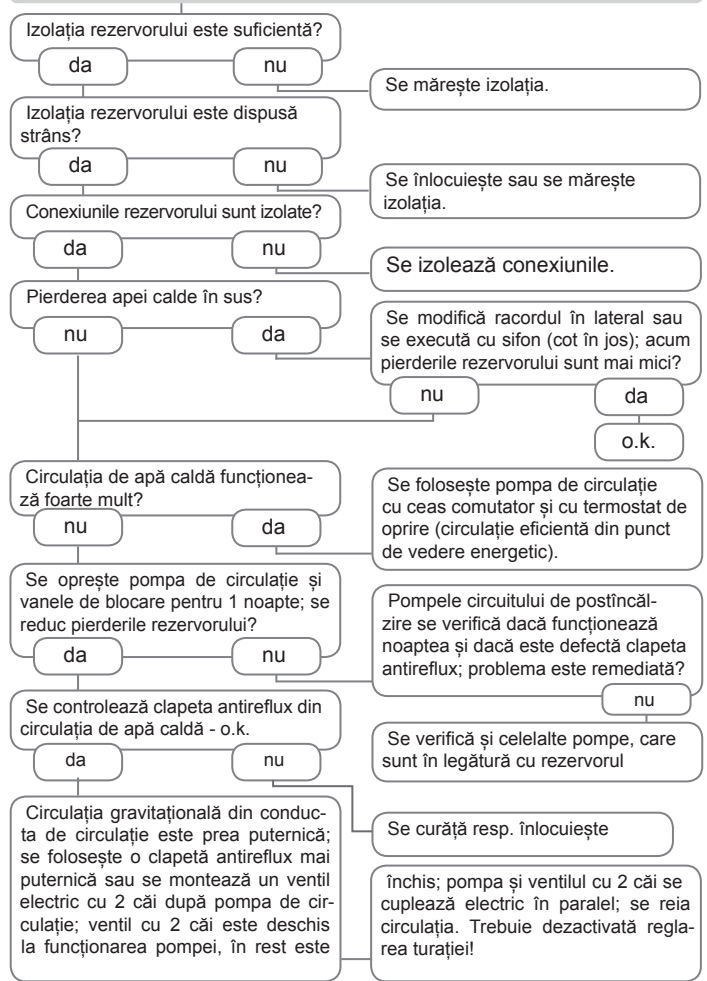 Izolația rezervorului este suficientă?
da
nu
Se mărește izolația.
Izolația rezervorului este dispusă
strâns?
da
nu
Se înlocuiește sau se mărește
izolația.
Conexiunile rezervorului sunt izolate?
da
nu
Se izolează conexiunile.
Pierderea apei calde în sus?
nu
da
Se modifică racordul în lateral sau
se execută cu sifon (cot în jos); acum
pierderile rezervorului sunt mai mici?
nu
da
o.k.
Circulația de apă caldă funcționea-
ză foarte mult?
nu
da
Se folosește pompa de circulație
cu ceas comutator și cu termostat de
oprire (circulație eficientă din punct
de vedere energetic).
Se oprește pompa de circulație și
vanele de blocare pentru 1 noapte; se
reduc pierderile rezervorului?
da
nu
Pompele circuitului de postîncăl-
zire se verifică dacă funcționează
noaptea și dacă este defectă clapeta
antireflux; problema este remediată?
nu
Se verifică și celelalte pompe, care
sunt în legătură cu rezervorul
Se controlează clapeta antireflux din
circulația de apă caldă - o.k.
da
nu
Se curăță resp. înlocuiește
Circulația gravitațională din conduc-
ta de circulație este prea puternică;
se folosește o clapetă antireflux mai
puternică sau se montează un ventil
electric cu 2 căi după pompa de cir-
culație; ventil cu 2 căi este deschis
la funcționarea pompei, în rest este
închis; pompa și ventilul cu 2 căi se
cuplează electric în paralel; se reia
circulația. Trebuie dezactivată regla-
rea turației!